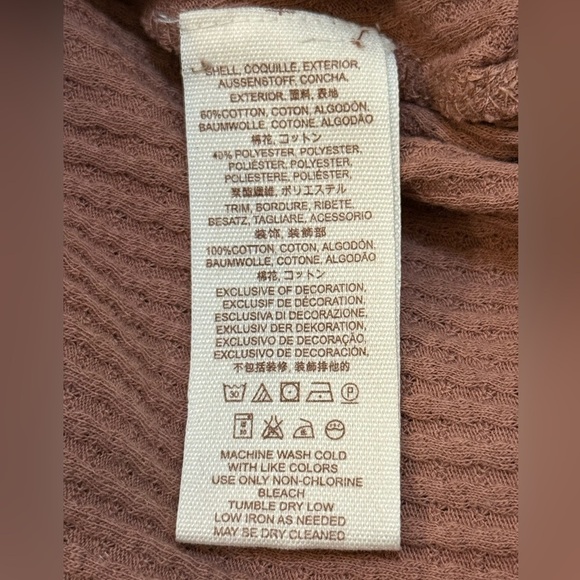 SHELL, COQUILLE, EXTERIOR,
AUSSENSTOFF, CONCHA,
EXTERIOR, 面料, 表地
60%COTTON, COTON, ALGODÓN,
BAUMWOLLE, COTONE, ALGODÃO
棉花, コットン
40% POLYESTER, POLYESTER,
POLIÉSTER, POLYESTER,
POLIESTERE, POLIÉSTER
聚酯纖維, ポリエステル
TRIM, BORDURE, RIBETE,
BESATZ, TAGLIARE, ACESSORIO
装饰, 装飾部
100%COTTON, COTON, ALGODÓN,
BAUMWOLLE, COTONE, ALGODÃO
棉花, コットン
EXCLUSIVE OF DECORATION,
EXCLUSIF DE DÉCORATION,
ESCLUSIVA DI DECORAZIONE,
EXKLUSIV DER DEKORATION,
EXCLUSIVO DE DECORAÇÃO,
EXCLUSIVO DE DECORACIÓN,
不包括装修, 装飾排他的
30 P
MACHINE WASH COLD
WITH LIKE COLORS
USE ONLY NON-CHLORINE
BLEACH
TUMBLE DRY LOW
LOW IRON AS NEEDED
MAY BE DRY CLEANED